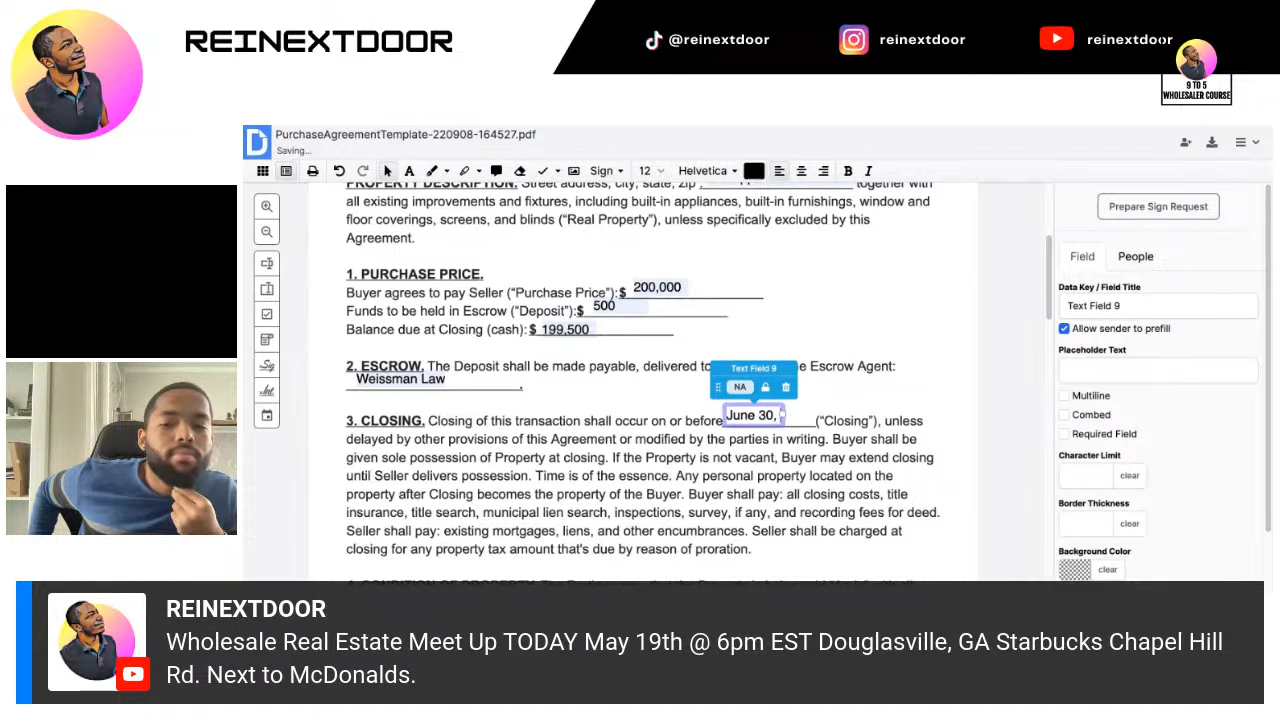 REINEXTDOOR
@reinextdoor
reinextdoor
reinextdoor
9 TO 5
WHOLESALER COURSE
PurchaseAgreementTemplate-220908-164527.pdf
Saving...
Sign
12
Helvetica
B
I
PROPERTY DESCRIPTION. Street address, city, state, zip together with
all existing improvements and fixtures, including built-in appliances, built-in furnishings, window and
floor coverings, screens, and blinds (“Real Property”), unless specifically excluded by this
Agreement.
1. PURCHASE PRICE.
Buyer agrees to pay Seller (“Purchase Price”):$ 200,000
Funds to be held in Escrow (“Deposit”):$ 500
Balance due at Closing (cash): $ 199,500
2. ESCROW. The Deposit shall be made payable, delivered to e Escrow Agent:
Weissman Law .
Text Field 9
NA
3. CLOSING. Closing of this transaction shall occur on or before June 30, (“Closing”), unless
delayed by other provisions of this Agreement or modified by the parties in writing. Buyer shall be
given sole possession of Property at closing. If the Property is not vacant, Buyer may extend closing
until Seller delivers possession. Time is of the essence. Any personal property located on the
property after Closing becomes the property of the Buyer. Buyer shall pay: all closing costs, title
insurance, title search, municipal lien search, inspections, survey, if any, and recording fees for deed.
Seller shall pay: existing mortgages, liens, and other encumbrances. Seller shall be charged at
closing for any property tax amount that's due by reason of proration.
Prepare Sign Request
Field
People
Data Key / Field Title
Text Field 9
Allow sender to prefill
Placeholder Text
Multiline
Combed
Required Field
Character Limit
clear
Border Thickness
clear
Background Color
clear
REINEXTDOOR
Wholesale Real Estate Meet Up TODAY May 19th @ 6pm EST Douglasville, GA Starbucks Chapel Hill
Rd. Next to McDonalds.